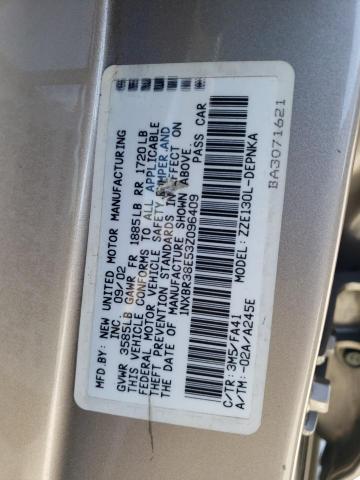 MFD.BY: NEW UNITED MOTOR MANUFACTURING
INC. 09/02
GVWR 3585LB GAWR FR 1885LB RR 1720LB
THIS VEHICLE CONFORMS TO ALL APPLICABLE
FEDERAL MOTOR VEHICLE SAFETY, BUMPER, AND
THEFT PREVENTION STANDARDS IN EFFECT ON
THE DATE OF MANUFACTURE SHOWN ABOVE.
1NXBR38E53Z096409 PASS CAR
C/TR: 3M5/FA41 MODEL: ZZE130L-DEPNKA
A/TM: -02A/A245E
BA3071621